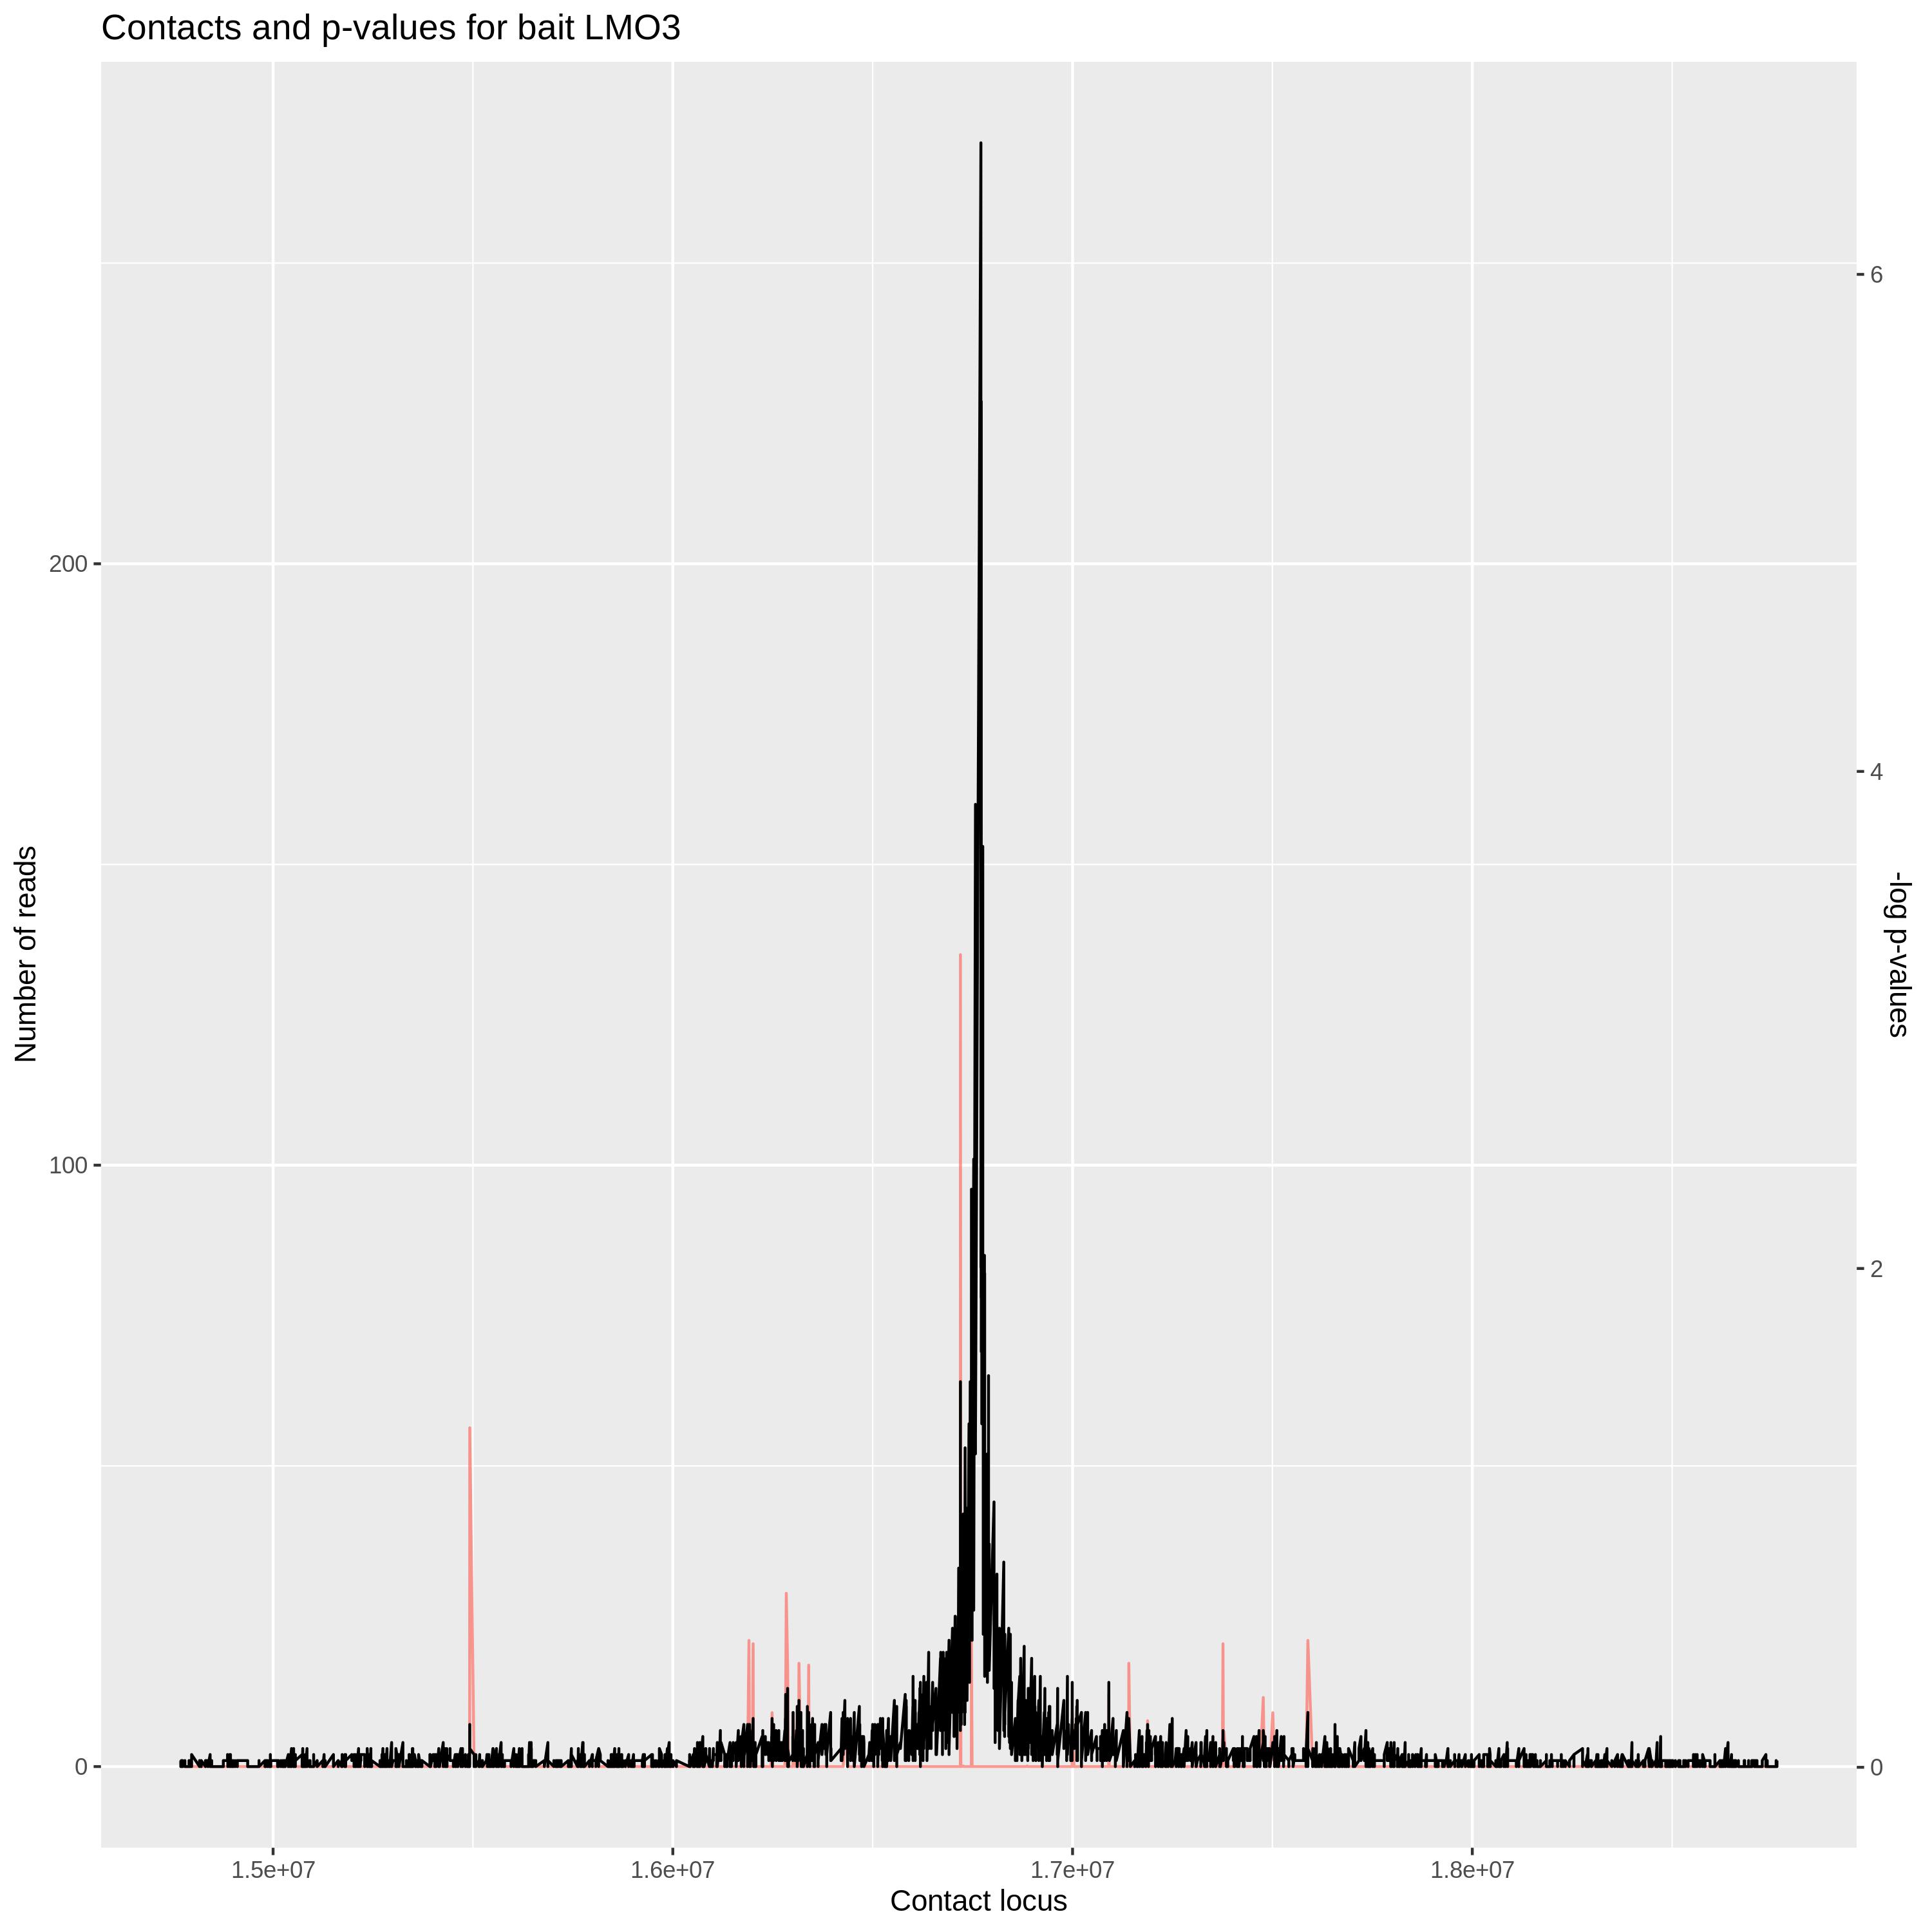 Contacts and p-values for bait LMO3
Number of reads
200
100
0
6
4
2
0
-log p-values
1.5e+07
1.6e+07
1.7e+07
1.8e+07
Contact locus